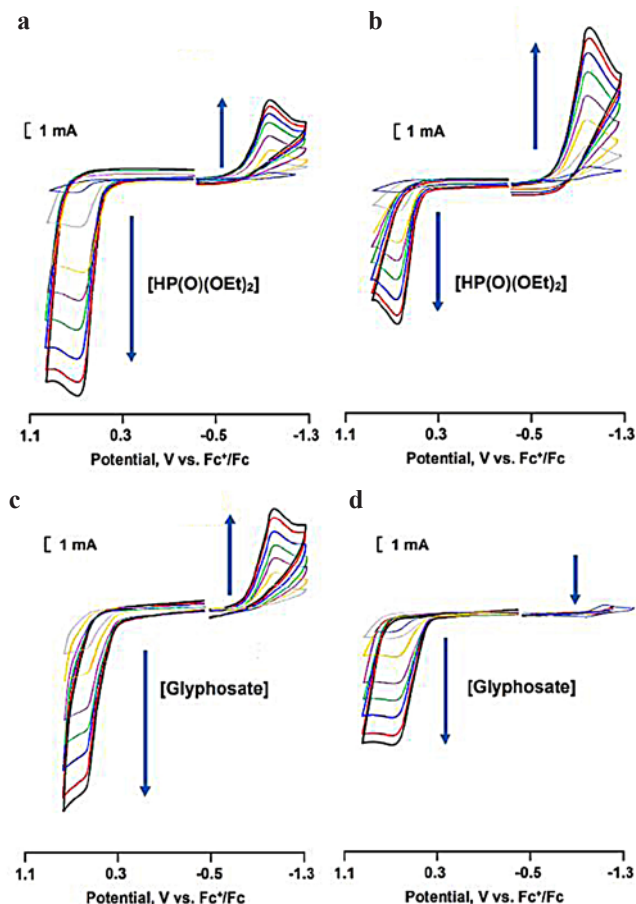 a
[ 1 mA
[HP(O)(OEt)₂]
1.1 0.3 -0.5 -1.3
Potential, V vs. Fc⁺/Fc
b
[ 1 mA
[HP(O)(OEt)₂]
1.1 0.3 -0.5 -1.3
Potential, V vs. Fc⁺/Fc
c
[ 1 mA
[Glyphosate]
1.1 0.3 -0.5 -1.3
Potential, V vs. Fc⁺/Fc
d
[ 1 mA
[Glyphosate]
1.1 0.3 -0.5 -1.3
Potential, V vs. Fc⁺/Fc